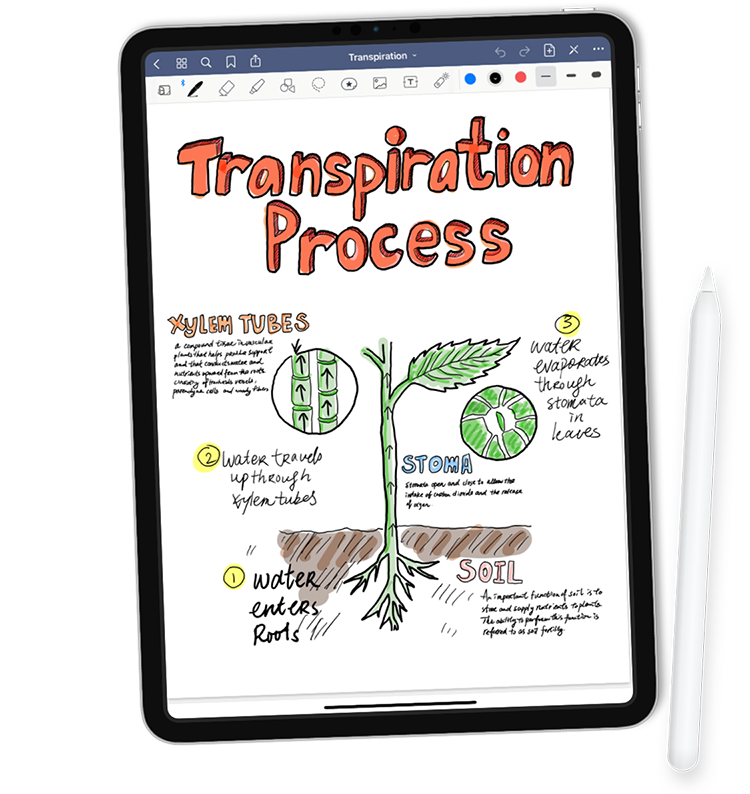 Transpiration
T
Transpiration
Process
XYLEM TUBES
A compound tissue in vascular
plants that helps provide support
and that conducts water and
nutrients upward from the roots
consisting of tracheids, vessels,
parenchyma cells and woody fibers
3
Water
evaporates
through
stomata
in
leaves
2 Water travels
up through
xylem tubes
STOMA
Stomata open and close to allow the
intake of carbon dioxide and the release
of
1 Water
enters
Roots
SOIL
An important function of soil is to
store and supply nutrients to plants.
The ability to perform this function is
referred to as soil fertility.